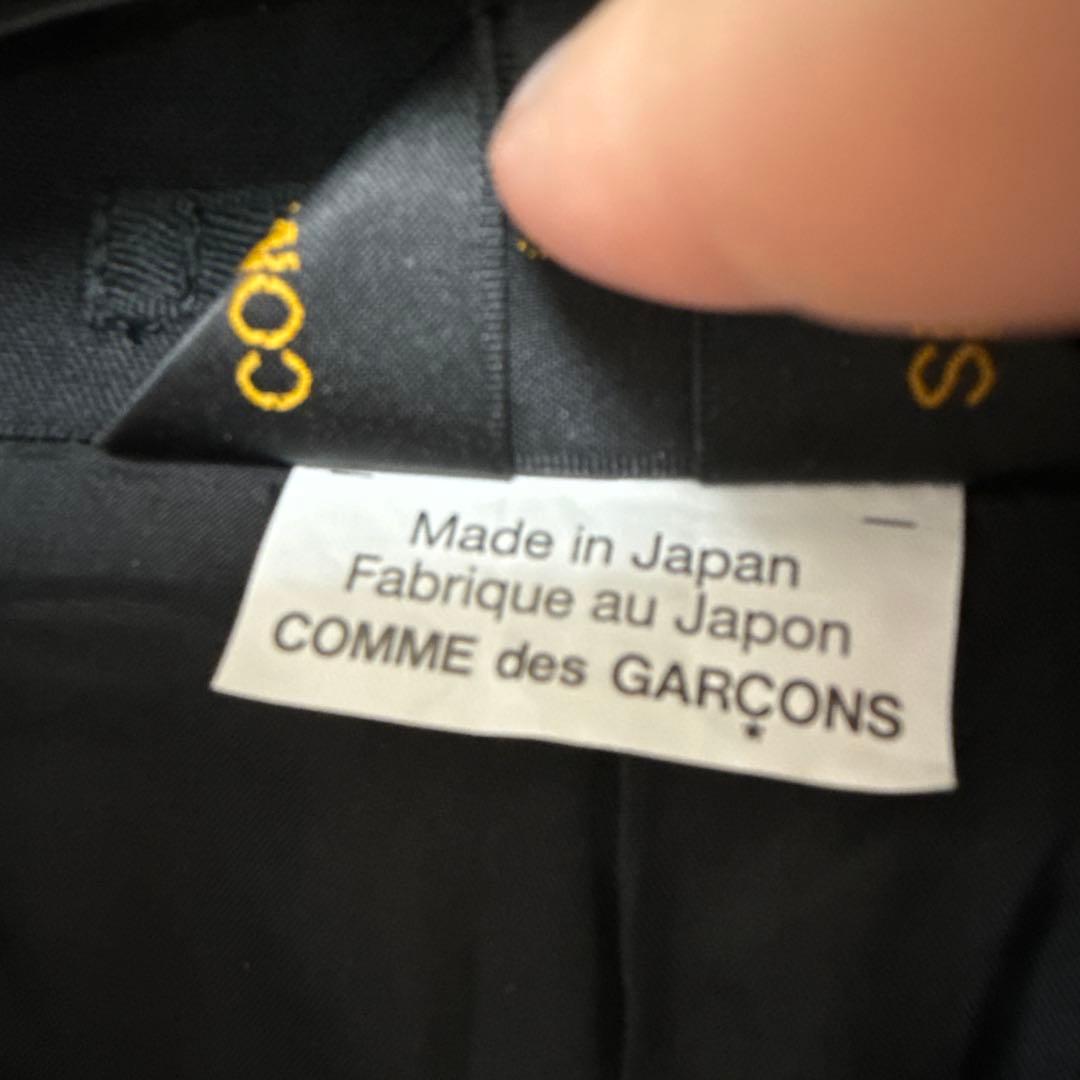 Made in Japan
Fabrique au Japon
COMME des GARÇONS